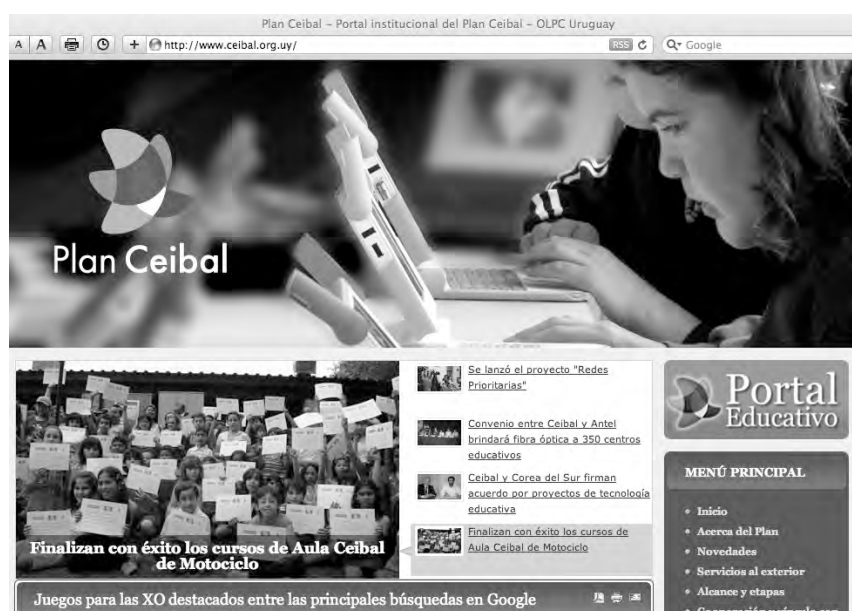 Plan Ceibal – Portal institucional del Plan Ceibal – OLPC Uruguay
A A + http://www.ceibal.org.uy/ RSS Google
Plan Ceibal
Finalizan con éxito los cursos de Aula Ceibal
de Motociclo
Se lanzó el proyecto "Redes
Prioritarias"
Convenio entre Ceibal y Antel
brindará fibra óptica a 350 centros
educativos
Ceibal y Corea del Sur firman
acuerdo por proyectos de tecnología
educativa
Finalizan con éxito los cursos de
Aula Ceibal de Motociclo
Portal
Educativo
MENÚ PRINCIPAL
Inicio
Acerca del Plan
Novedades
Servicios al exterior
Alcance y etapas
Juegos para las XO destacados entre las principales búsquedas en Google